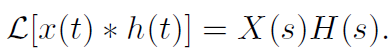 ℒ[x(t) ∗ h(t)] = X(s)H(s).